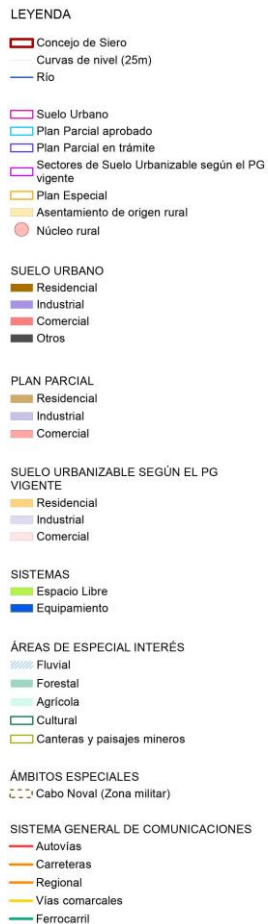 LEYENDA
Concejo de Siero
Curvas de nivel (25m)
Río
Suelo Urbano
Plan Parcial aprobado
Plan Parcial en trámite
Sectores de Suelo Urbanizable según el PG
vigente
Plan Especial
Asentamiento de origen rural
Núcleo rural
SUELO URBANO
Residencial
Industrial
Comercial
Otros
PLAN PARCIAL
Residencial
Industrial
Comercial
SUELO URBANIZABLE SEGÚN EL PG
VIGENTE
Residencial
Industrial
Comercial
SISTEMAS
Espacio Libre
Equipamiento
ÁREAS DE ESPECIAL INTERÉS
Fluvial
Forestal
Agrícola
Cultural
Canteras y paisajes mineros
ÁMBITOS ESPECIALES
Cabo Noval (Zona militar)
SISTEMA GENERAL DE COMUNICACIONES
Autovías
Carreteras
Regional
Vías comarcales
Ferrocarril